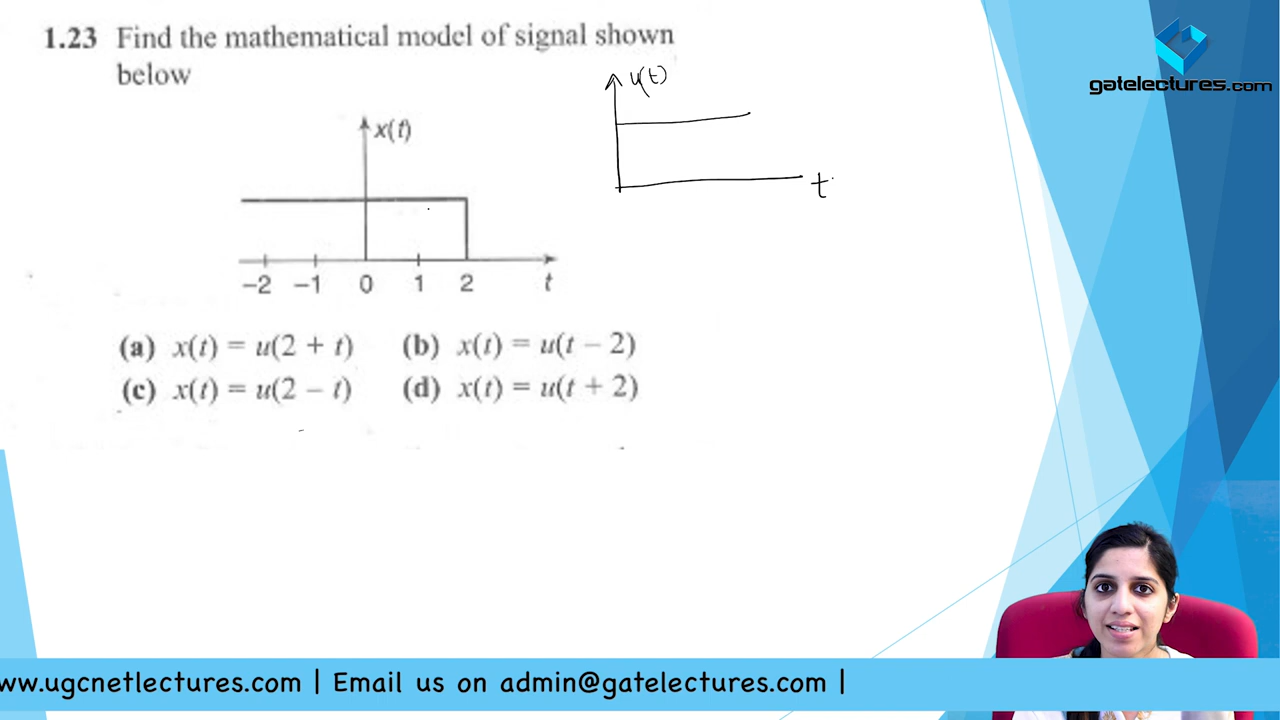 1.23 Find the mathematical model of signal shown
below
u(t)
gatelectures.com
x(t)
t
-2 -1 0 1 2 t
(a) x(t) = u(2 + t) (b) x(t) = u(t - 2)
(c) x(t) = u(2 - t) (d) x(t) = u(t + 2)
ww.ugcnetlectures.com | Email us on admin@gatelectures.com |